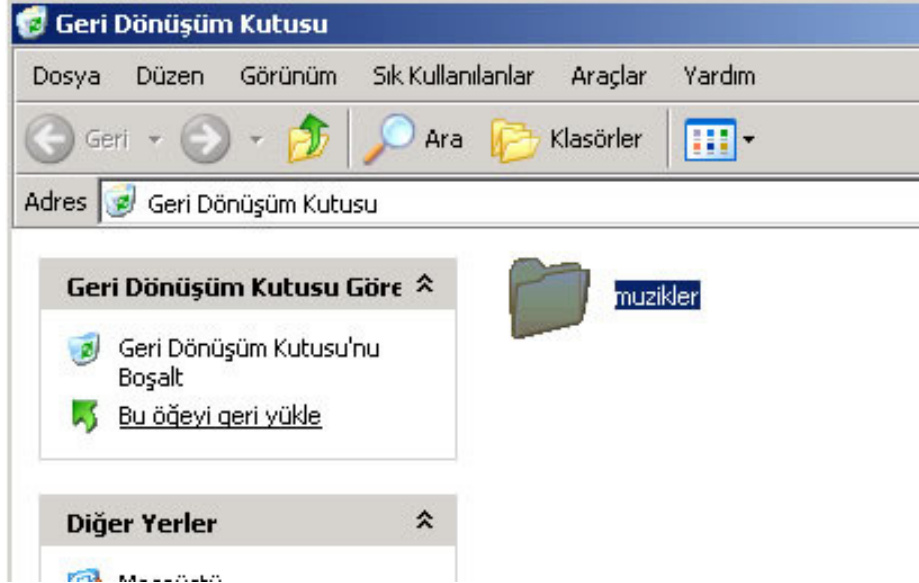 Geri Dönüşüm Kutusu
Dosya Düzen Görünüm Sık Kullanılanlar Araçlar Yardım
Geri Ara Klasörler
Adres Geri Dönüşüm Kutusu
Geri Dönüşüm Kutusu Göre
Geri Dönüşüm Kutusu'nu
Boşalt
Bu öğeyi geri yükle
Diğer Yerler
muzikler